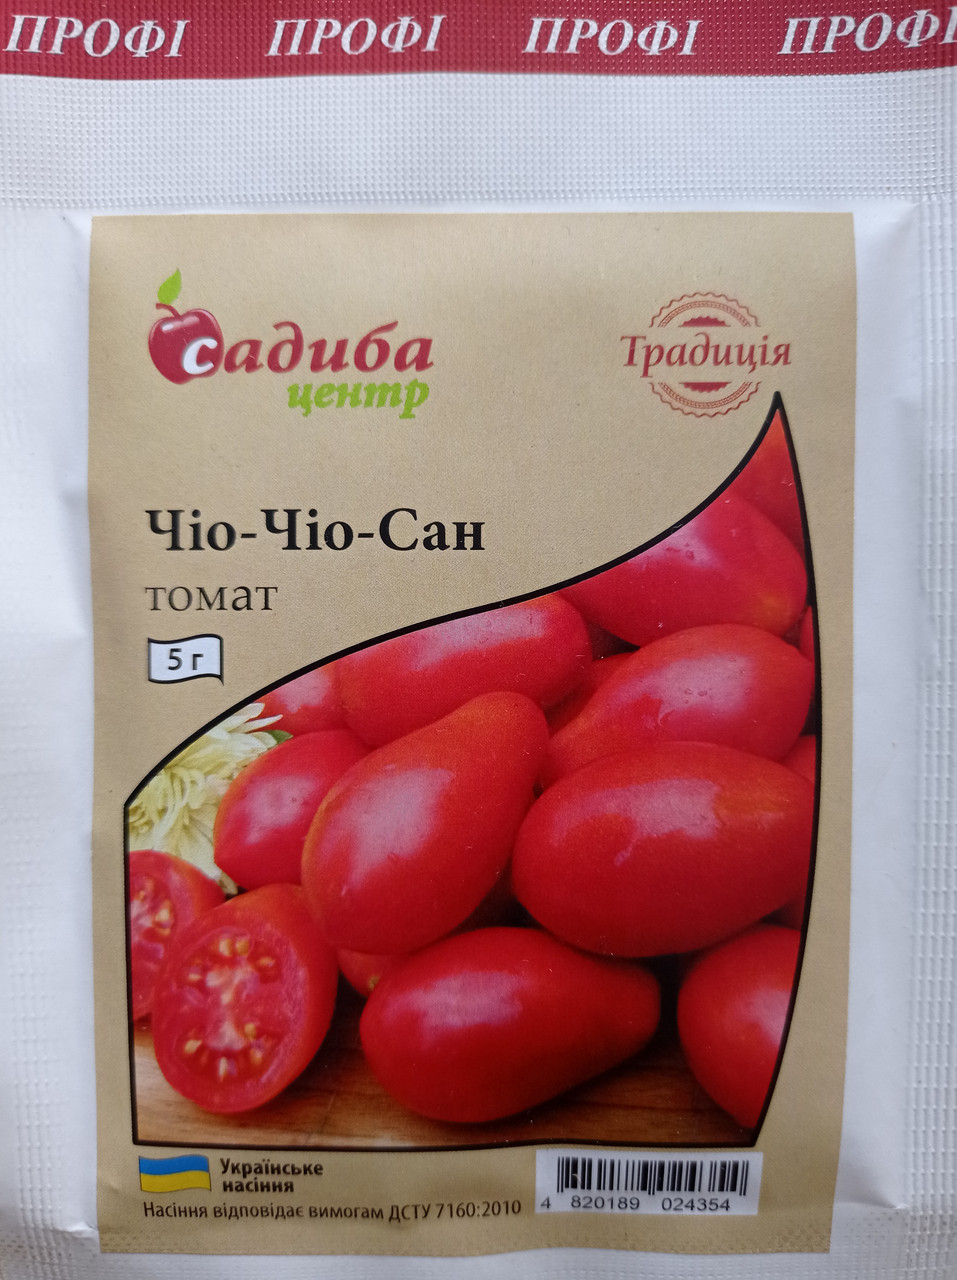 ПРОФІ ПРОФІ ПРОФІ ПРОФІ
садиба
центр
Традиція
Чіо-Чіо-Сан
томат
5 г
Українське
насіння
Насіння відповідає вимогам ДСТУ 7160:2010
4 820189 024354